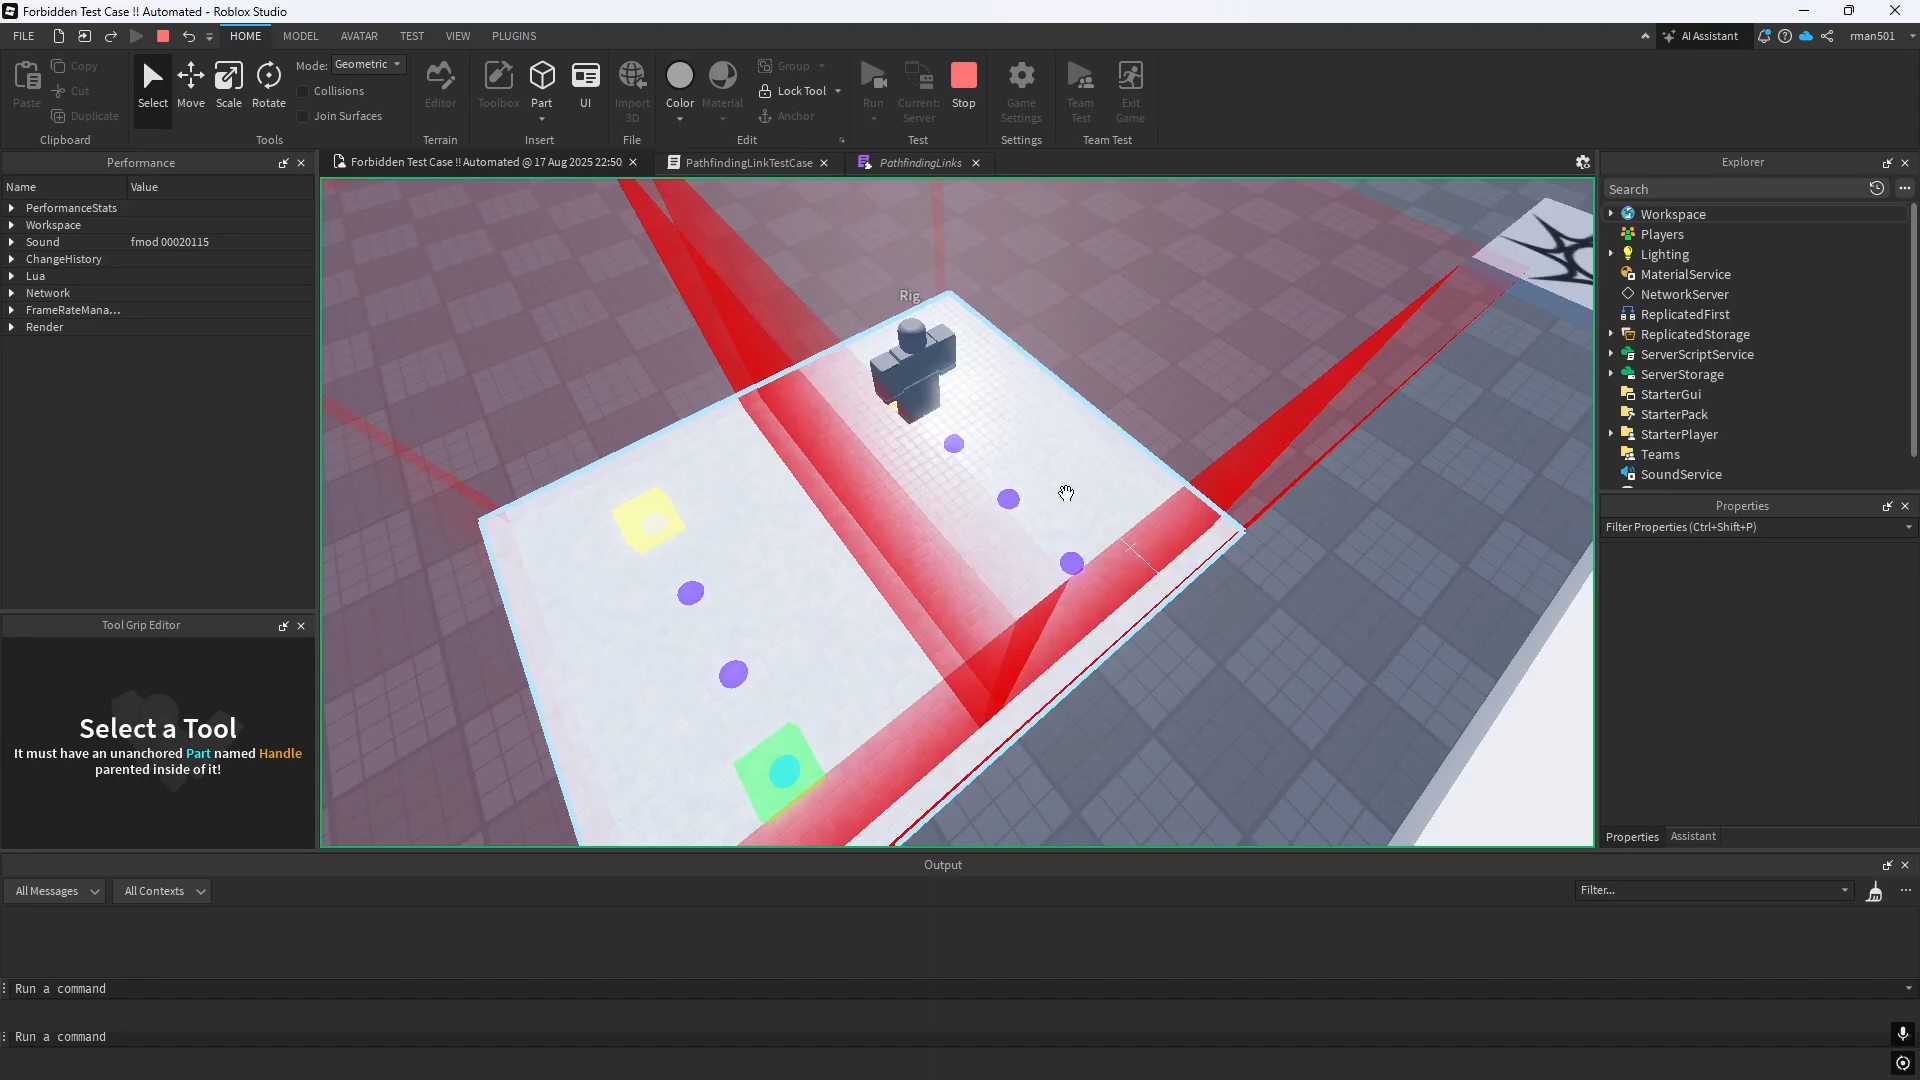 Forbidden Test Case !! Automated - Roblox Studio
FILE HOME MODEL AVATAR TEST VIEW PLUGINS AI Assistant rman501
Paste Copy Cut Duplicate Clipboard
Select Move Scale Rotate Mode: Geometric Collisions Join Surfaces Tools
Editor Terrain
Toolbox Part UI Insert
Import 3D File
Color Material Group Lock Tool Anchor Edit
Run Current: Server Stop Test
Game Settings Settings
Team Test Exit Game Team Test
Performance
Name Value
PerformanceStats
Workspace
Sound fmod 00020115
ChangeHistory
Lua
Network
FrameRateMana...
Render
Tool Grip Editor
Select a Tool
It must have an unanchored Part named Handle
parented inside of it!
Forbidden Test Case !! Automated @ 17 Aug 2025 22:50 PathfindingLinkTestCase PathfindingLinks
Rig
Explorer
Search
Workspace
Players
Lighting
MaterialService
NetworkServer
ReplicatedFirst
ReplicatedStorage
ServerScriptService
ServerStorage
StarterGui
StarterPack
StarterPlayer
Teams
SoundService
Properties
Filter Properties (Ctrl+Shift+P)
Properties Assistant
Output
All Messages All Contexts Filter...
Run a command
Run a command